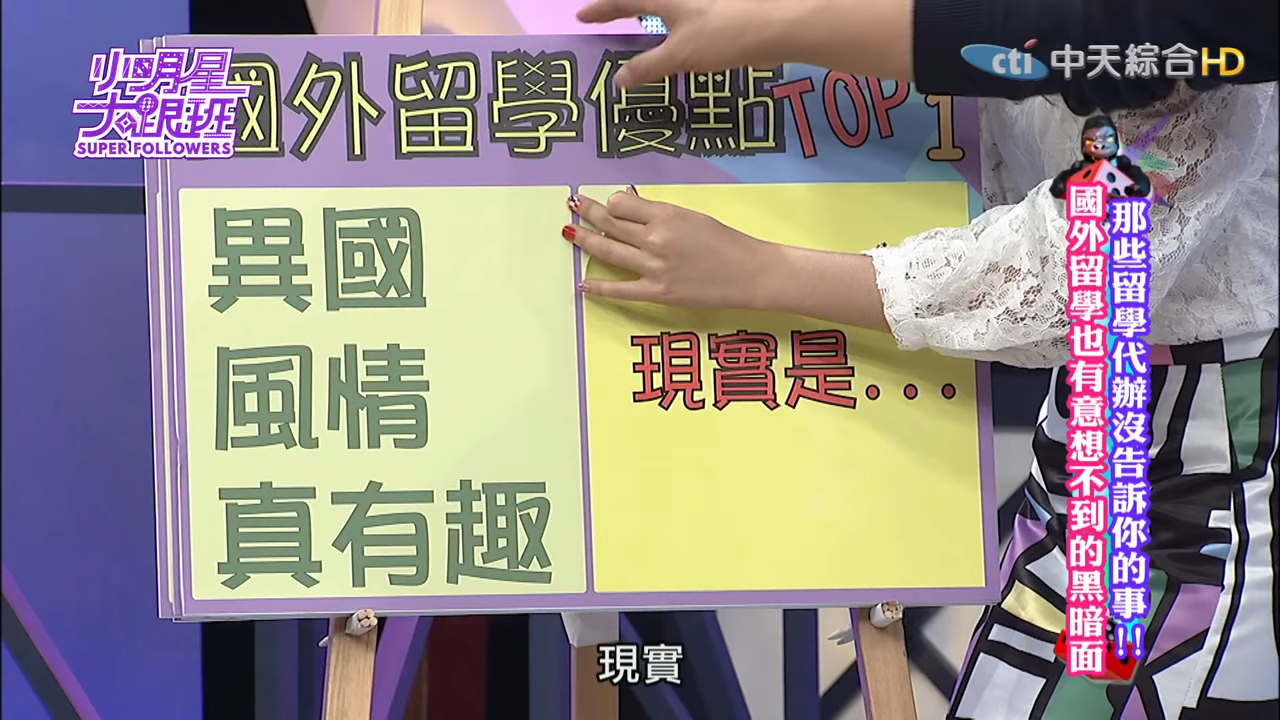 小明星
大跟班
SUPER FOLLOWERS
國外留學優點TOP 1
cti 中天綜合HD
異國
風情
真有趣
現實是...
那些留學代辦沒告訴你的事!!
國外留學也有意想不到的黑暗面
現實